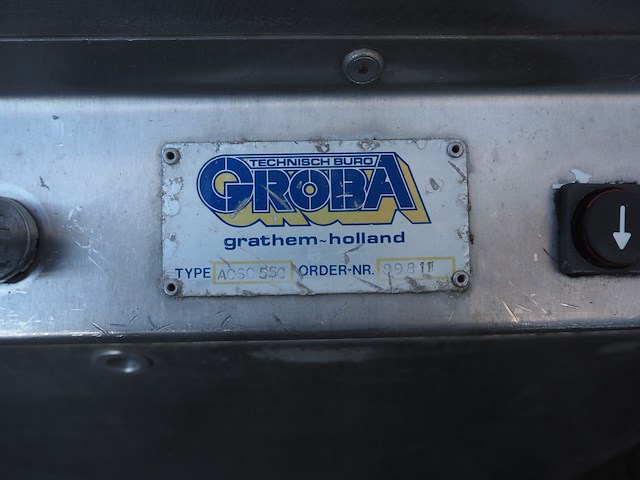 TECHNISCH BURO
GROBA
grathem~holland
TYPE ORDER-NR.